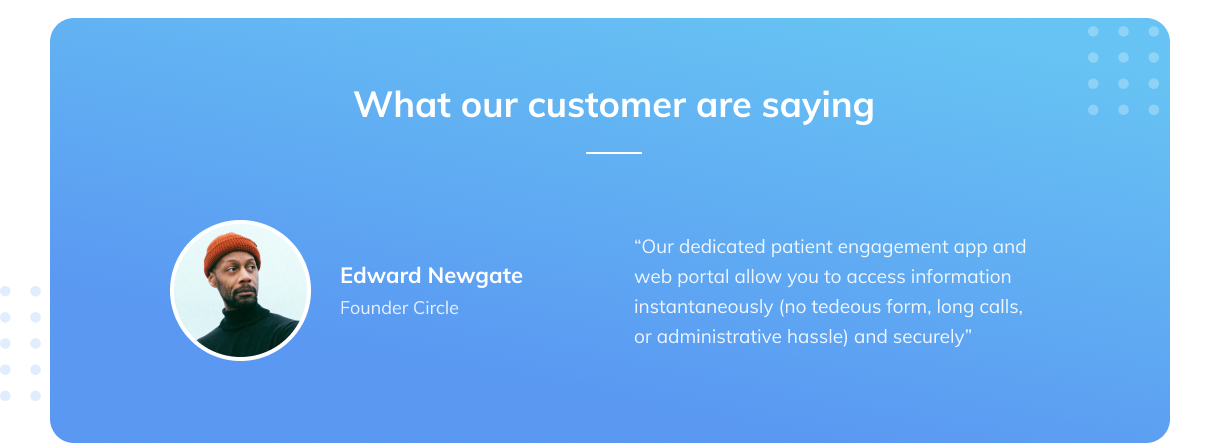 What our customer are saying
Edward Newgate
Founder Circle
“Our dedicated patient engagement app and
web portal allow you to access information
instantaneously (no tedeous form, long calls,
or administrative hassle) and securely”